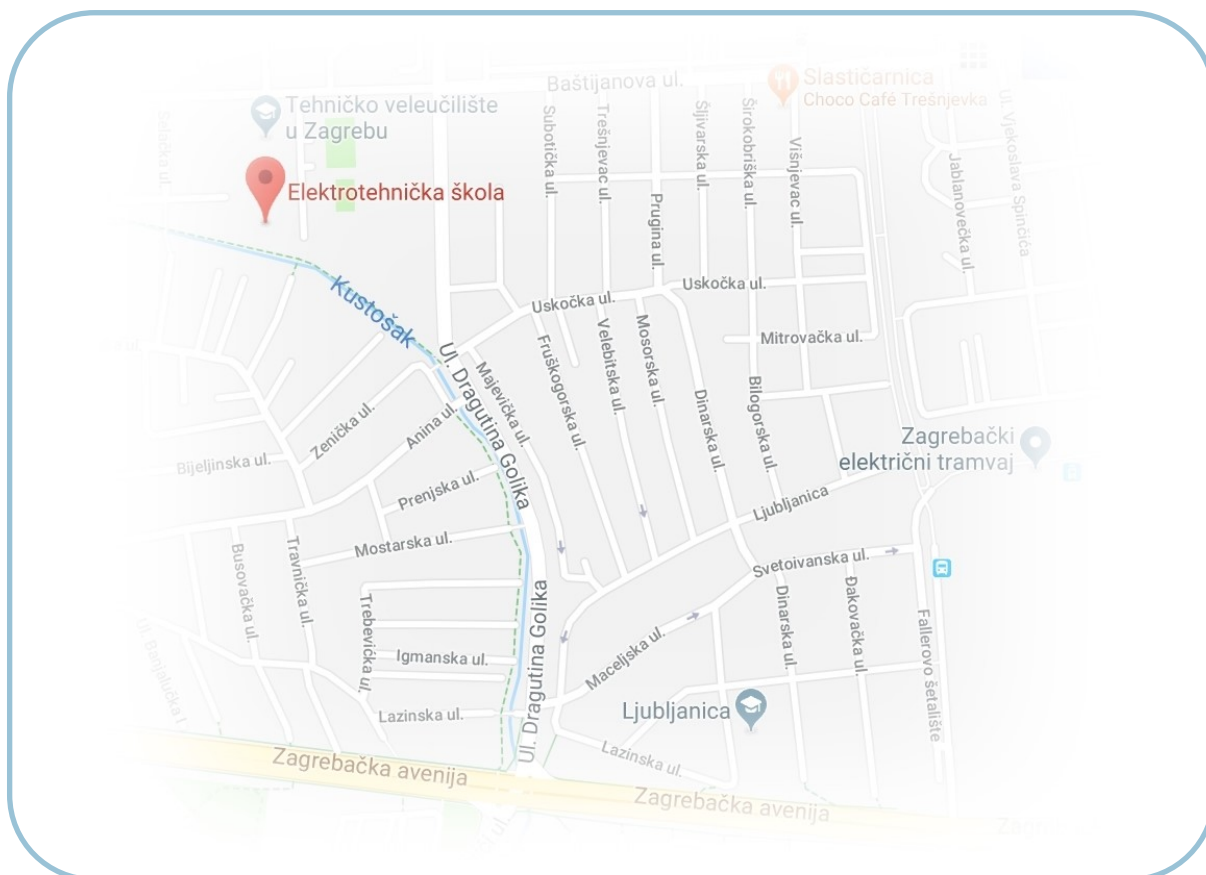 Baštijanova ul.
Slastičarnica
Choco Café Trešnjevka
Tehničko veleučilište
u Zagrebu
Elektrotehnička škola
Selska ul.
Subotička ul.
Trešnjevac ul.
Prugina ul.
Šljivarska ul.
Širokobriška ul.
Višnjevac ul.
Jablanovečka ul.
Ul. Vjekoslava Spinčića
Kustošak
Uskočka ul.
Uskočka ul.
Mitrovačka ul.
Ul. Dragutina Golika
Majevička ul.
Fruškogorska ul.
Velebitska ul.
Mosorska ul.
Dinarska ul.
Bilogorska ul.
Zenička ul.
Anina ul.
Bijeljinska ul.
Prenjska ul.
Mostarska ul.
Zagrebački
električni tramvaj
Ljubljanica
Svetoivanska ul.
Busovačka ul.
Travnička ul.
Trebevićka ul.
Igmanska ul.
Lazinska ul.
Ul. Banjlučka I
Ul. Dragutina Golika
Maceljska ul.
Dinarska ul.
Đakovačka ul.
Fallerovo šetalište
Ljubljanica
Lazinska ul.
Zagrebačka avenija
Zagrebačka avenija